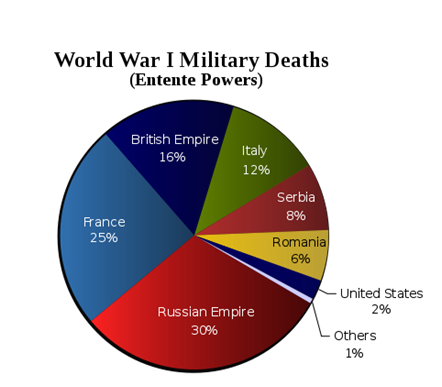 World War I Military Deaths
(Entente Powers)
British Empire
16%
Italy
12%
Serbia
8%
Romania
6%
United States
2%
Others
1%
Russian Empire
30%
France
25%